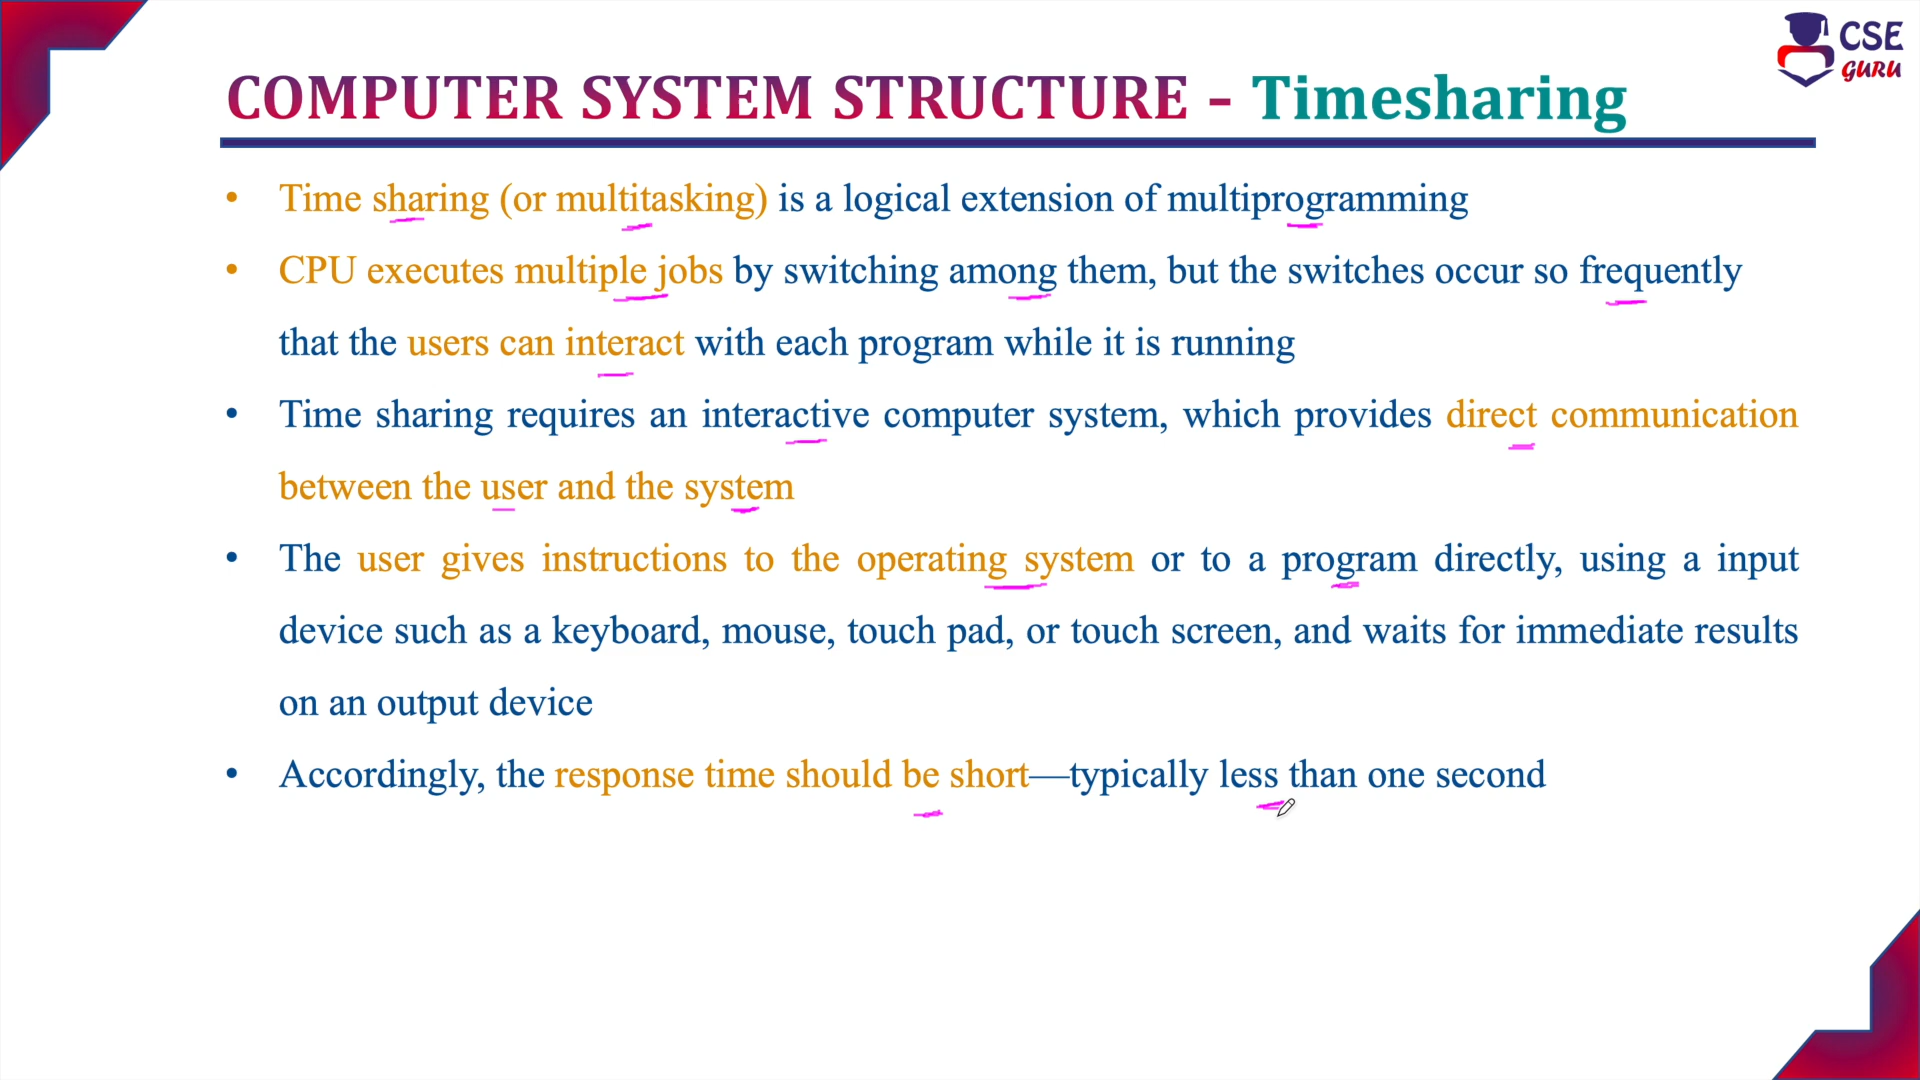 CSE
GURU
COMPUTER SYSTEM STRUCTURE - Timesharing
• Time sharing (or multitasking) is a logical extension of multiprogramming
• CPU executes multiple jobs by switching among them, but the switches occur so frequently
that the users can interact with each program while it is running
• Time sharing requires an interactive computer system, which provides direct communication
between the user and the system
• The user gives instructions to the operating system or to a program directly, using a input
device such as a keyboard, mouse, touch pad, or touch screen, and waits for immediate results
on an output device
• Accordingly, the response time should be short—typically less than one second